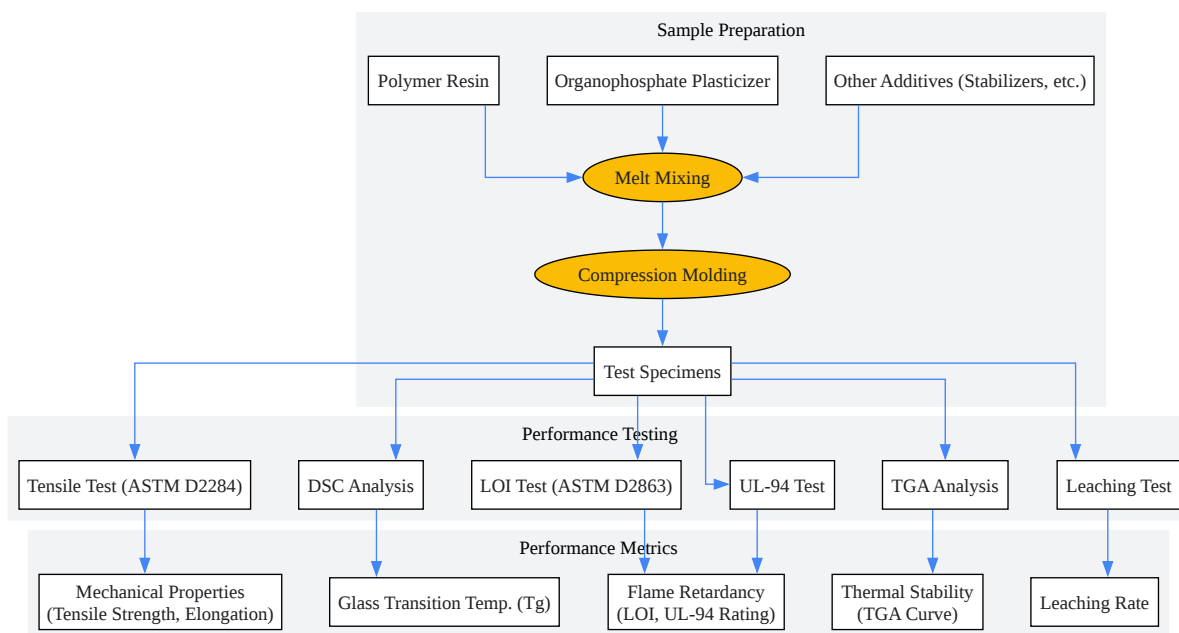 Sample Preparation
Polymer Resin
Organophosphate Plasticizer
Other Additives (Stabilizers, etc.)
Melt Mixing
Compression Molding
Test Specimens
Performance Testing
Tensile Test (ASTM D2284)
DSC Analysis
LOI Test (ASTM D2863)
UL-94 Test
TGA Analysis
Leaching Test
Performance Metrics
Mechanical Properties
(Tensile Strength, Elongation)
Glass Transition Temp. (Tg)
Flame Retardancy
(LOI, UL-94 Rating)
Thermal Stability
(TGA Curve)
Leaching Rate